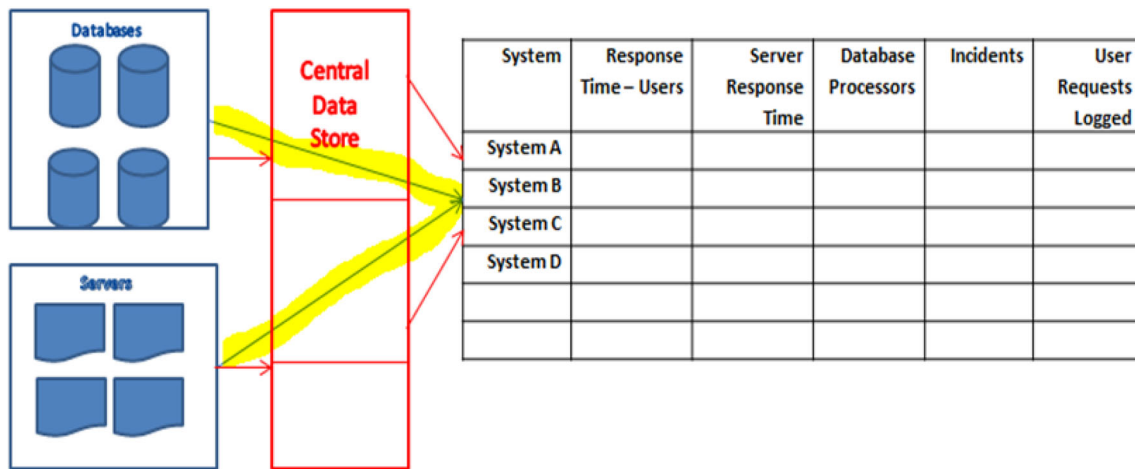 Databases
Servers
Central
Data
Store
System
Response
Time – Users
Server
Response
Time
Database
Processors
Incidents
User
Requests
Logged
System A
System B
System C
System D